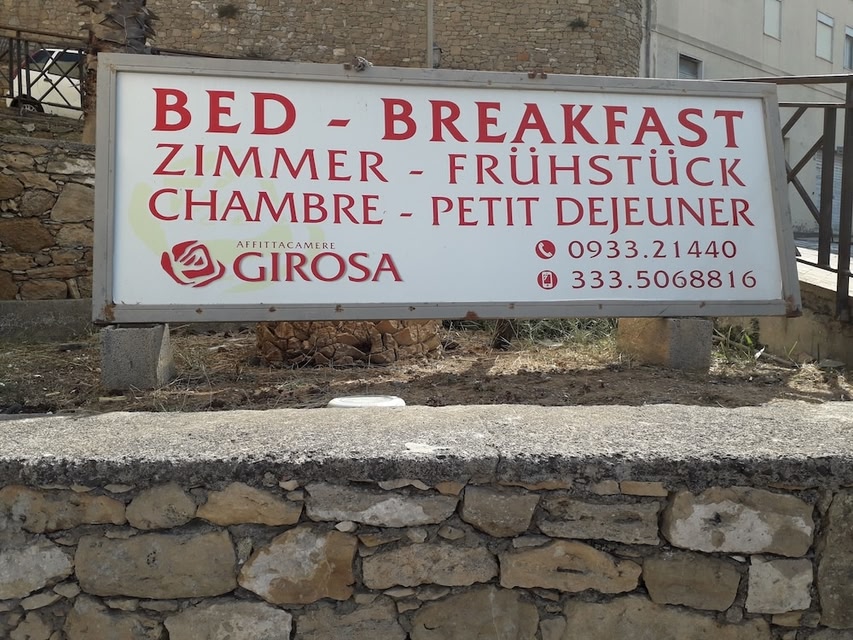 BED - BREAKFAST
ZIMMER - FRÜHSTÜCK
CHAMBRE - PETIT DEJEUNER
AFFITTACAMERE
GIROSA
0933.21440
333.5068816